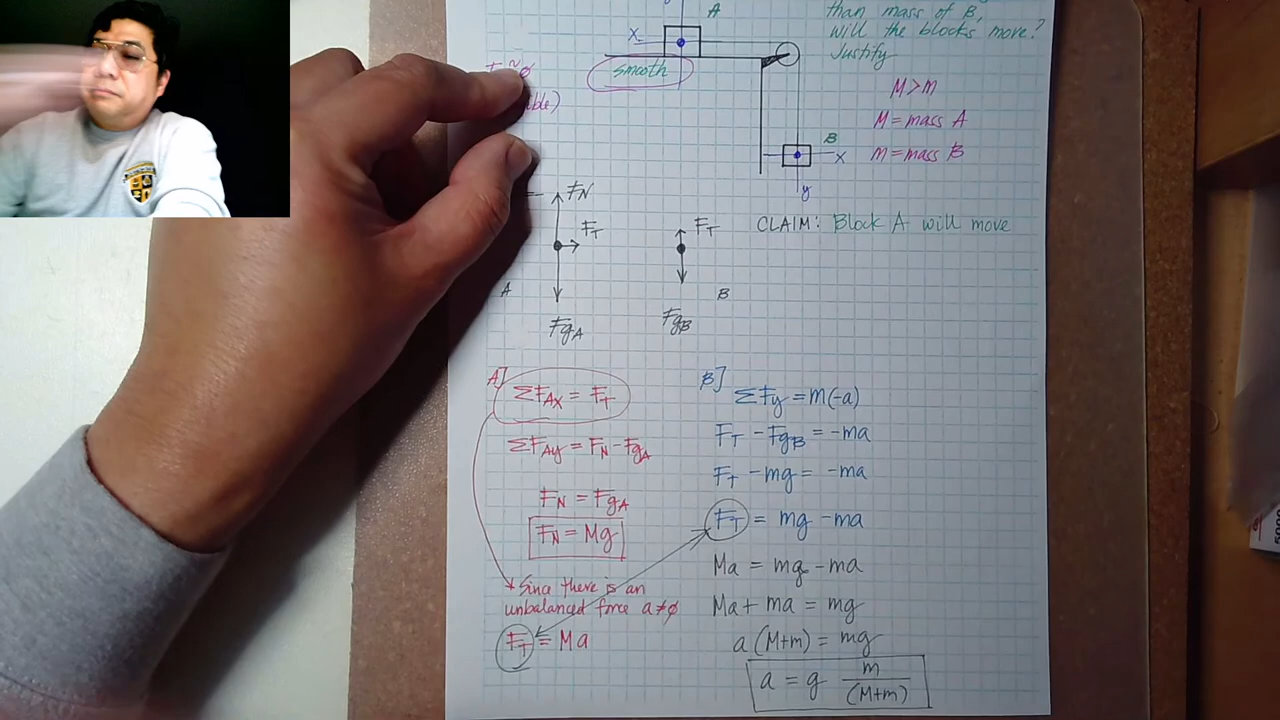 A
than mass of B,
will the blocks move?
Justify
x
smooth
M>m
M = mass A
m = mass B
B
x
y
able)
FN
FT
FT
CLAIM: Block A will move
A
B
FgA
FgB
A]
ΣFAx = FT
ΣFAy = FN - FgA
FN = FgA
FN = Mg
Since there is an
unbalanced force a≠ø
FT = Ma
B]
ΣFy = m(-a)
FT - FgB = -ma
FT - mg = -ma
FT = mg - ma
Ma = mg - ma
Ma + ma = mg
a(M+m) = mg
a = g m/(M+m)